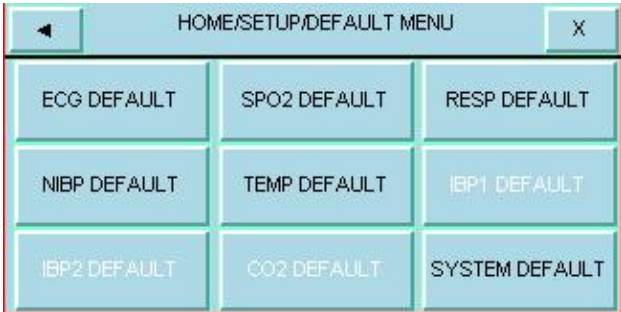 ◄ HOME/SETUP/DEFAULT MENU X
ECG DEFAULT SPO2 DEFAULT RESP DEFAULT
NIBP DEFAULT TEMP DEFAULT IBP1 DEFAULT
IBP2 DEFAULT CO2 DEFAULT SYSTEM DEFAULT